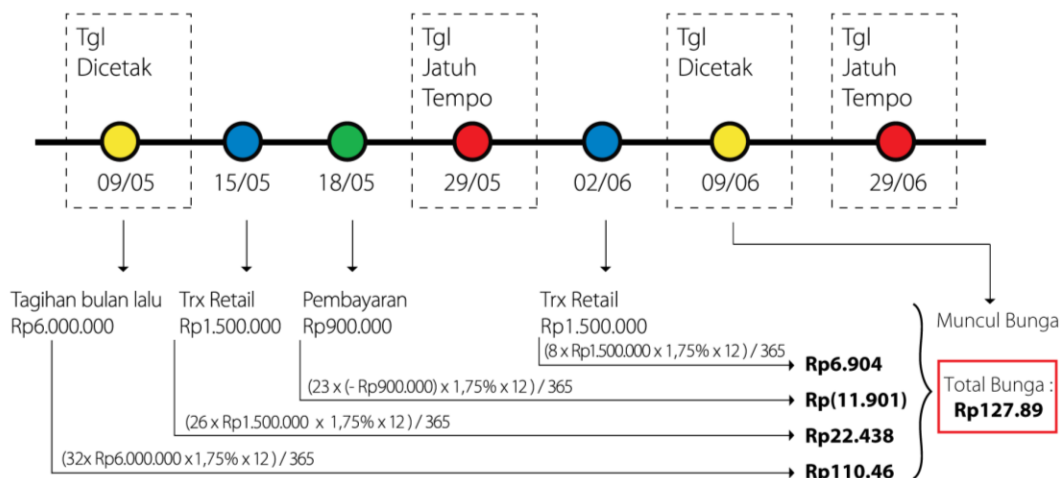 Tgl
Dicetak
Tgl
Jatuh
Tempo
Tgl
Dicetak
Tgl
Jatuh
Tempo
09/05
15/05
18/05
29/05
02/06
09/06
29/06
Tagihan bulan lalu
Rp6.000.000
Trx Retail
Rp1.500.000
Pembayaran
Rp900.000
Trx Retail
Rp1.500.000
Muncul Bunga
(8 x Rp1.500.000 x 1,75% x 12 ) / 365
Rp6.904
(23 x (- Rp900.000) x 1,75% x 12 ) / 365
Rp(11.901)
(26 x Rp1.500.000 x 1,75% x 12 ) / 365
Rp22.438
(32x Rp6.000.000 x 1,75% x 12 ) / 365
Rp110.46
Total Bunga :
Rp127.89